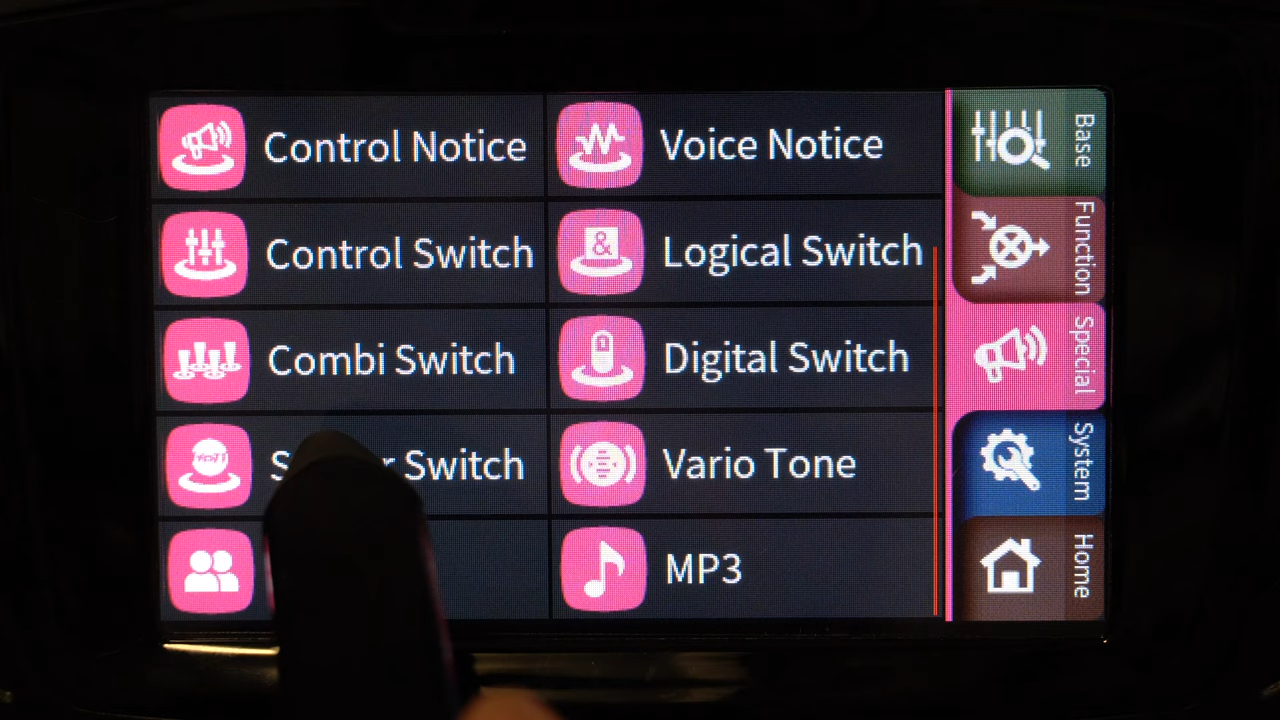 Control Notice
Voice Notice
Control Switch
&
Logical Switch
Combi Switch
Digital Switch
Switch
Vario Tone
MP3
Base
Function
Special
System
Home